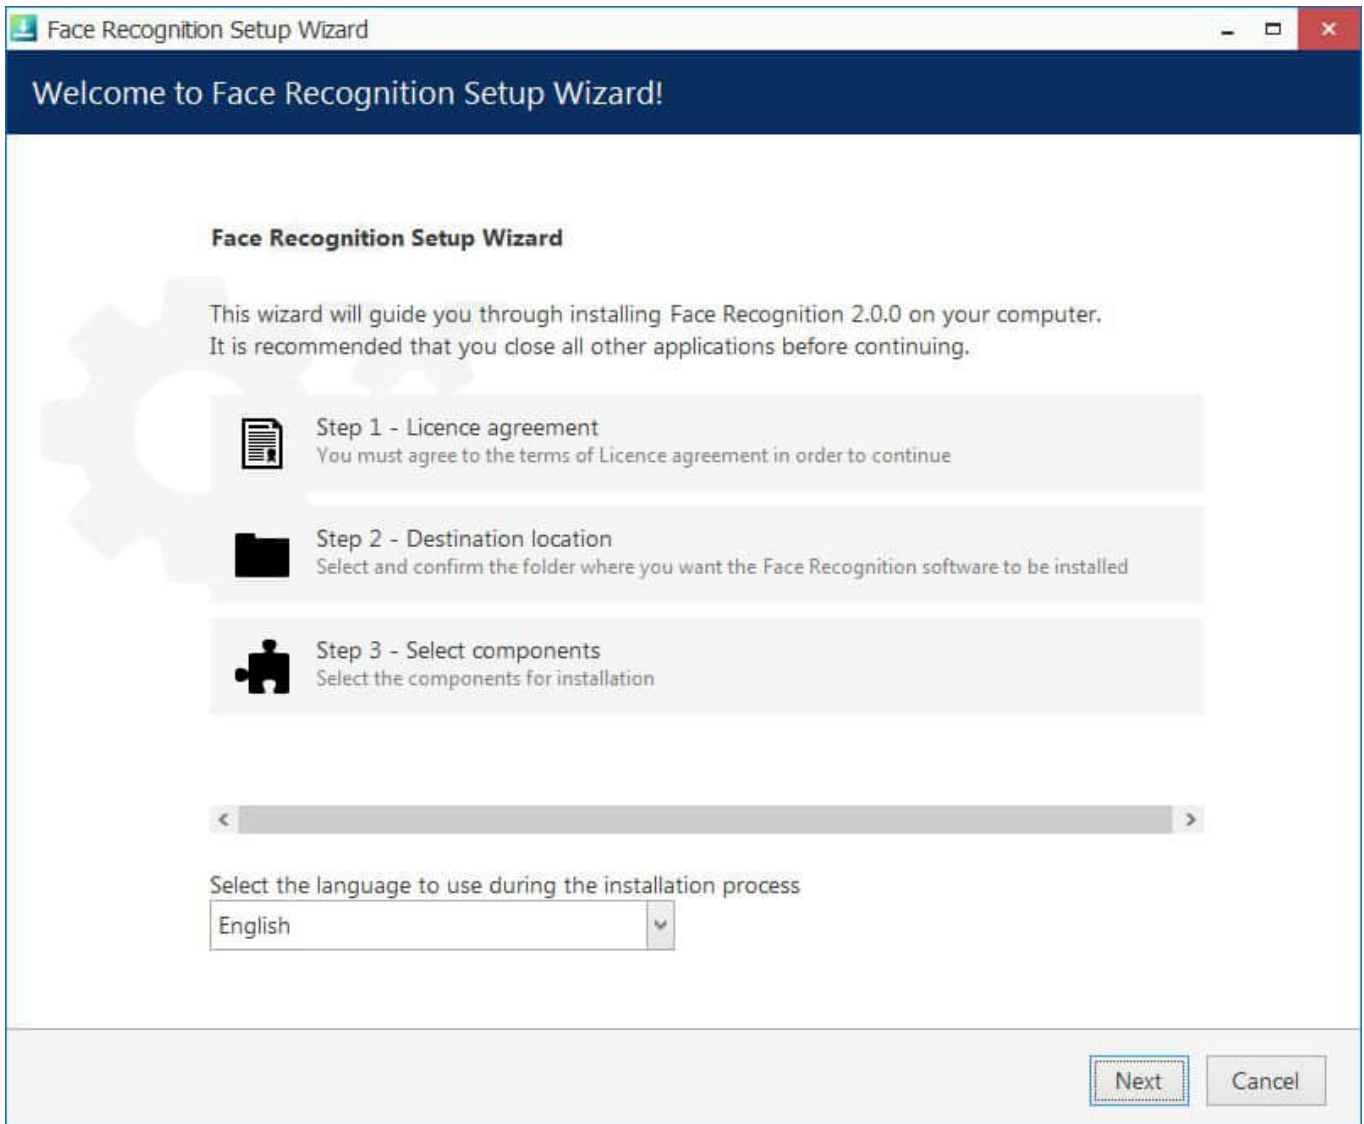 Face Recognition Setup Wizard
Welcome to Face Recognition Setup Wizard!
Face Recognition Setup Wizard
This wizard will guide you through installing Face Recognition 2.0.0 on your computer.
It is recommended that you close all other applications before continuing.
Step 1 - Licence agreement
You must agree to the terms of Licence agreement in order to continue
Step 2 - Destination location
Select and confirm the folder where you want the Face Recognition software to be installed
Step 3 - Select components
Select the components for installation
Select the language to use during the installation process
English
Next
Cancel